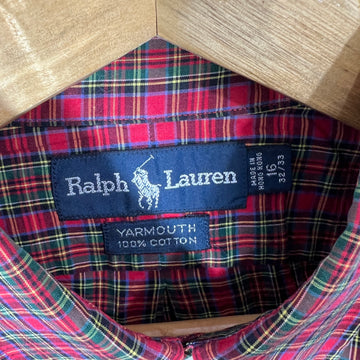 Ralph Lauren
MADE IN
HONG KONG
16
32/33
YARMOUTH
100% COTTON